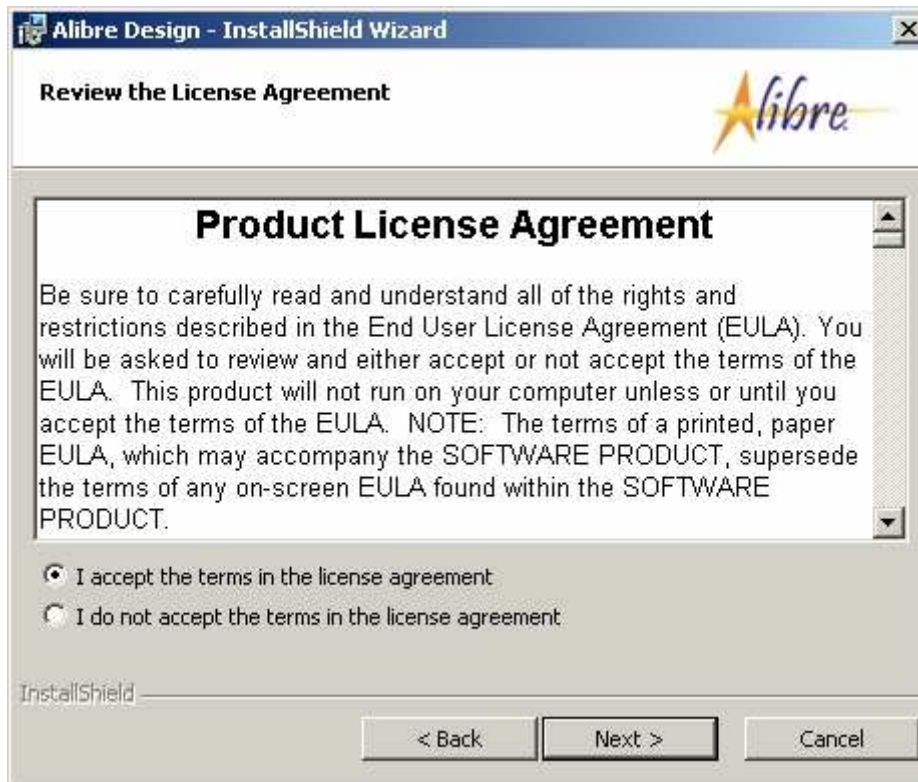 Alibre Design - InstallShield Wizard
Review the License Agreement
Alibre
Product License Agreement
Be sure to carefully read and understand all of the rights and
restrictions described in the End User License Agreement (EULA). You
will be asked to review and either accept or not accept the terms of the
EULA. This product will not run on your computer unless or until you
accept the terms of the EULA. NOTE: The terms of a printed, paper
EULA, which may accompany the SOFTWARE PRODUCT, supersede
the terms of any on-screen EULA found within the SOFTWARE
PRODUCT.
I accept the terms in the license agreement
I do not accept the terms in the license agreement
InstallShield
< Back Next > Cancel